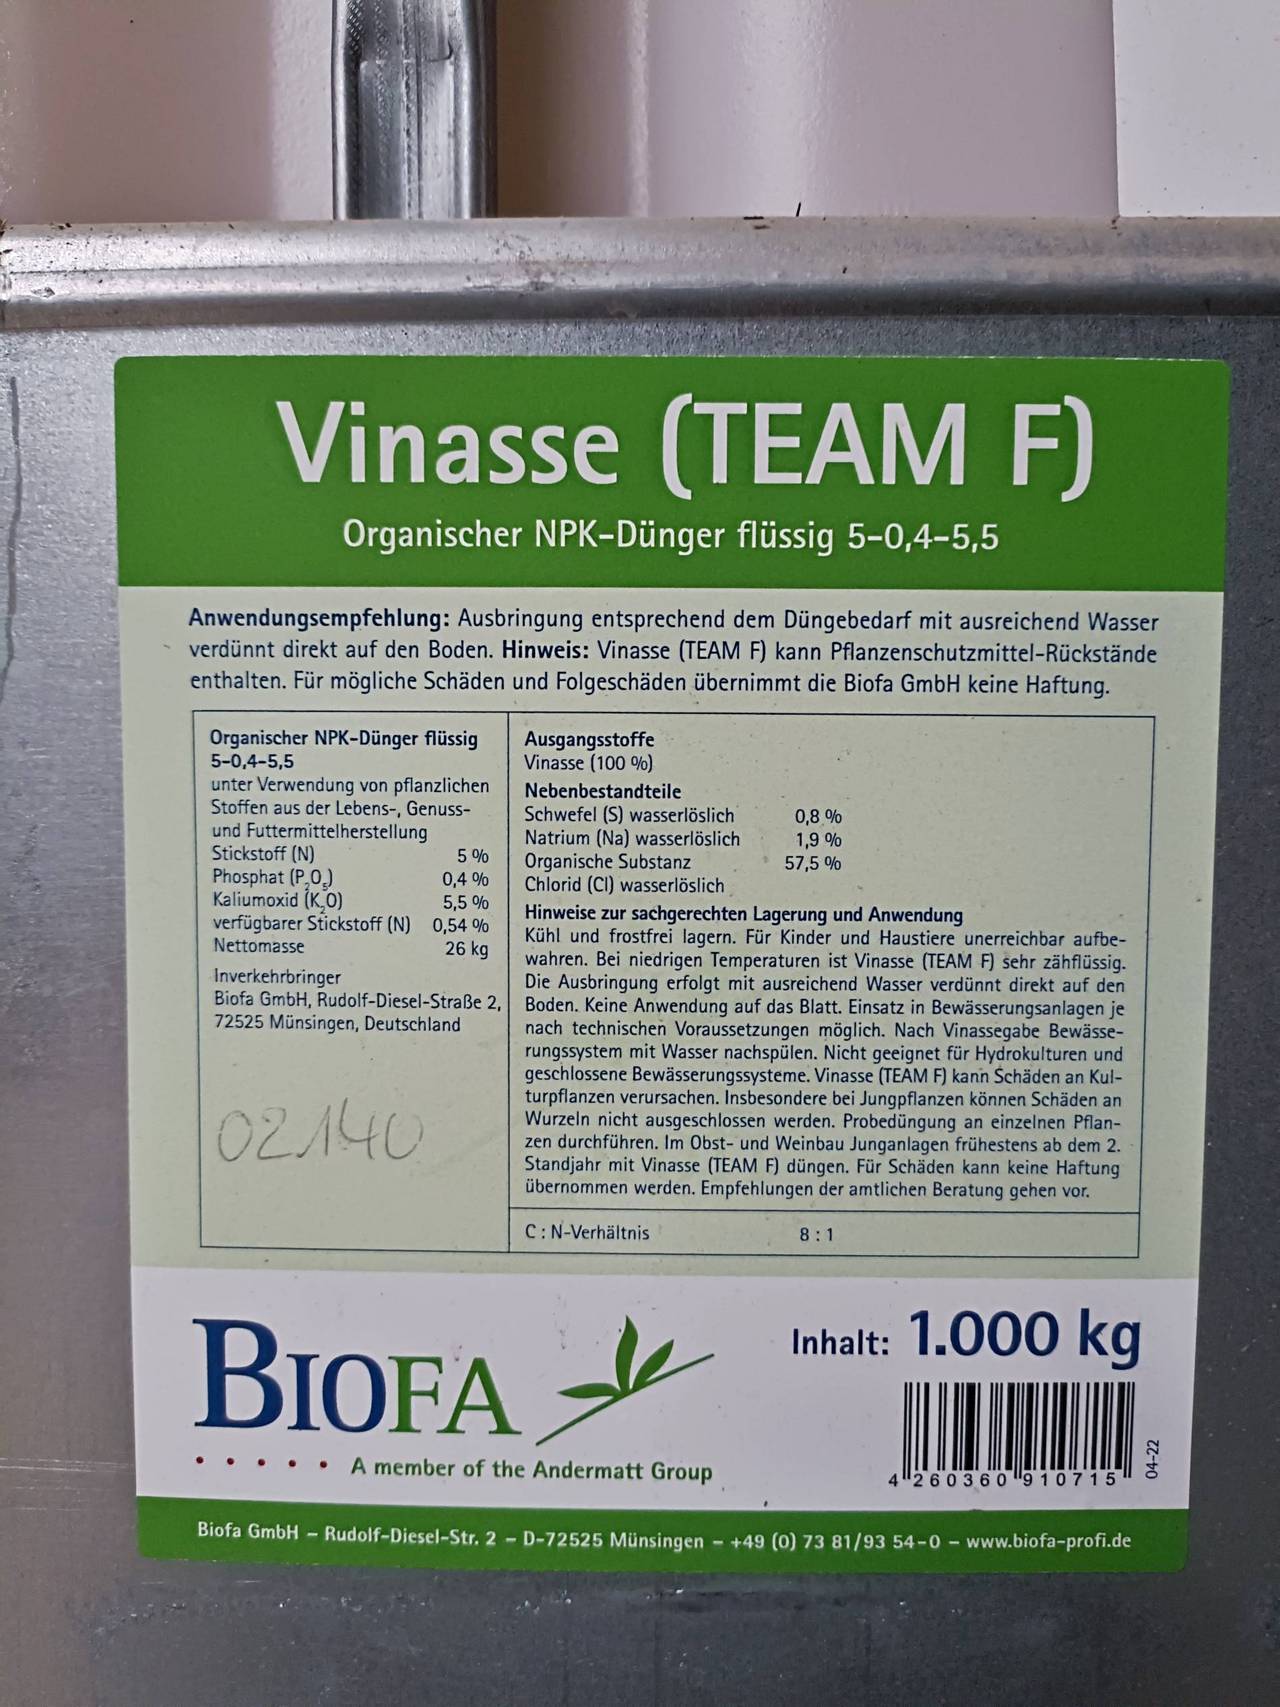 Vinasse (TEAM F)
Organischer NPK-Dünger flüssig 5-0,4-5,5
Anwendungsempfehlung: Ausbringung entsprechend dem Düngebedarf mit ausreichend Wasser
verdünnt direkt auf den Boden. Hinweis: Vinasse (TEAM F) kann Pflanzenschutzmittel-Rückstände
enthalten. Für mögliche Schäden und Folgeschäden übernimmt die Biofa GmbH keine Haftung.
Organischer NPK-Dünger flüssig
5-0,4-5,5
unter Verwendung von pflanzlichen
Stoffen aus der Lebens-, Genuss-
und Futtermittelherstellung
Stickstoff (N) 5 %
Phosphat (P₂O₅) 0,4 %
Kaliumoxid (K₂O) 5,5 %
verfügbarer Stickstoff (N) 0,54 %
Nettomasse 26 kg
Inverkehrbringer
Biofa GmbH, Rudolf-Diesel-Straße 2,
72525 Münsingen, Deutschland
02140
Ausgangsstoffe
Vinasse (100 %)
Nebenbestandteile
Schwefel (S) wasserlöslich 0,8 %
Natrium (Na) wasserlöslich 1,9 %
Organische Substanz 57,5 %
Chlorid (Cl) wasserlöslich
Hinweise zur sachgerechten Lagerung und Anwendung
Kühl und frostfrei lagern. Für Kinder und Haustiere unerreichbar aufbe-
wahren. Bei niedrigen Temperaturen ist Vinasse (TEAM F) sehr zähflüssig.
Die Ausbringung erfolgt mit ausreichend Wasser verdünnt direkt auf den
Boden. Keine Anwendung auf das Blatt. Einsatz in Bewässerungsanlagen je
nach technischen Voraussetzungen möglich. Nach Vinassegabe Bewässe-
rungssystem mit Wasser nachspülen. Nicht geeignet für Hydrokulturen und
geschlossene Bewässerungssysteme. Vinasse (TEAM F) kann Schäden an Kul-
turpflanzen verursachen. Insbesondere bei Jungpflanzen können Schäden an
Wurzeln nicht ausgeschlossen werden. Probedüngung an einzelnen Pflan-
zen durchführen. Im Obst- und Weinbau Junganlagen frühestens ab dem 2.
Standjahr mit Vinasse (TEAM F) düngen. Für Schäden kann keine Haftung
übernommen werden. Empfehlungen der amtlichen Beratung gehen vor.
C : N-Verhältnis 8 : 1
BIOFA
A member of the Andermatt Group
Inhalt: 1.000 kg
4 260360 910715
04-22
Biofa GmbH – Rudolf-Diesel-Str. 2 – D-72525 Münsingen – +49 (0) 73 81/93 54-0 – www.biofa-profi.de